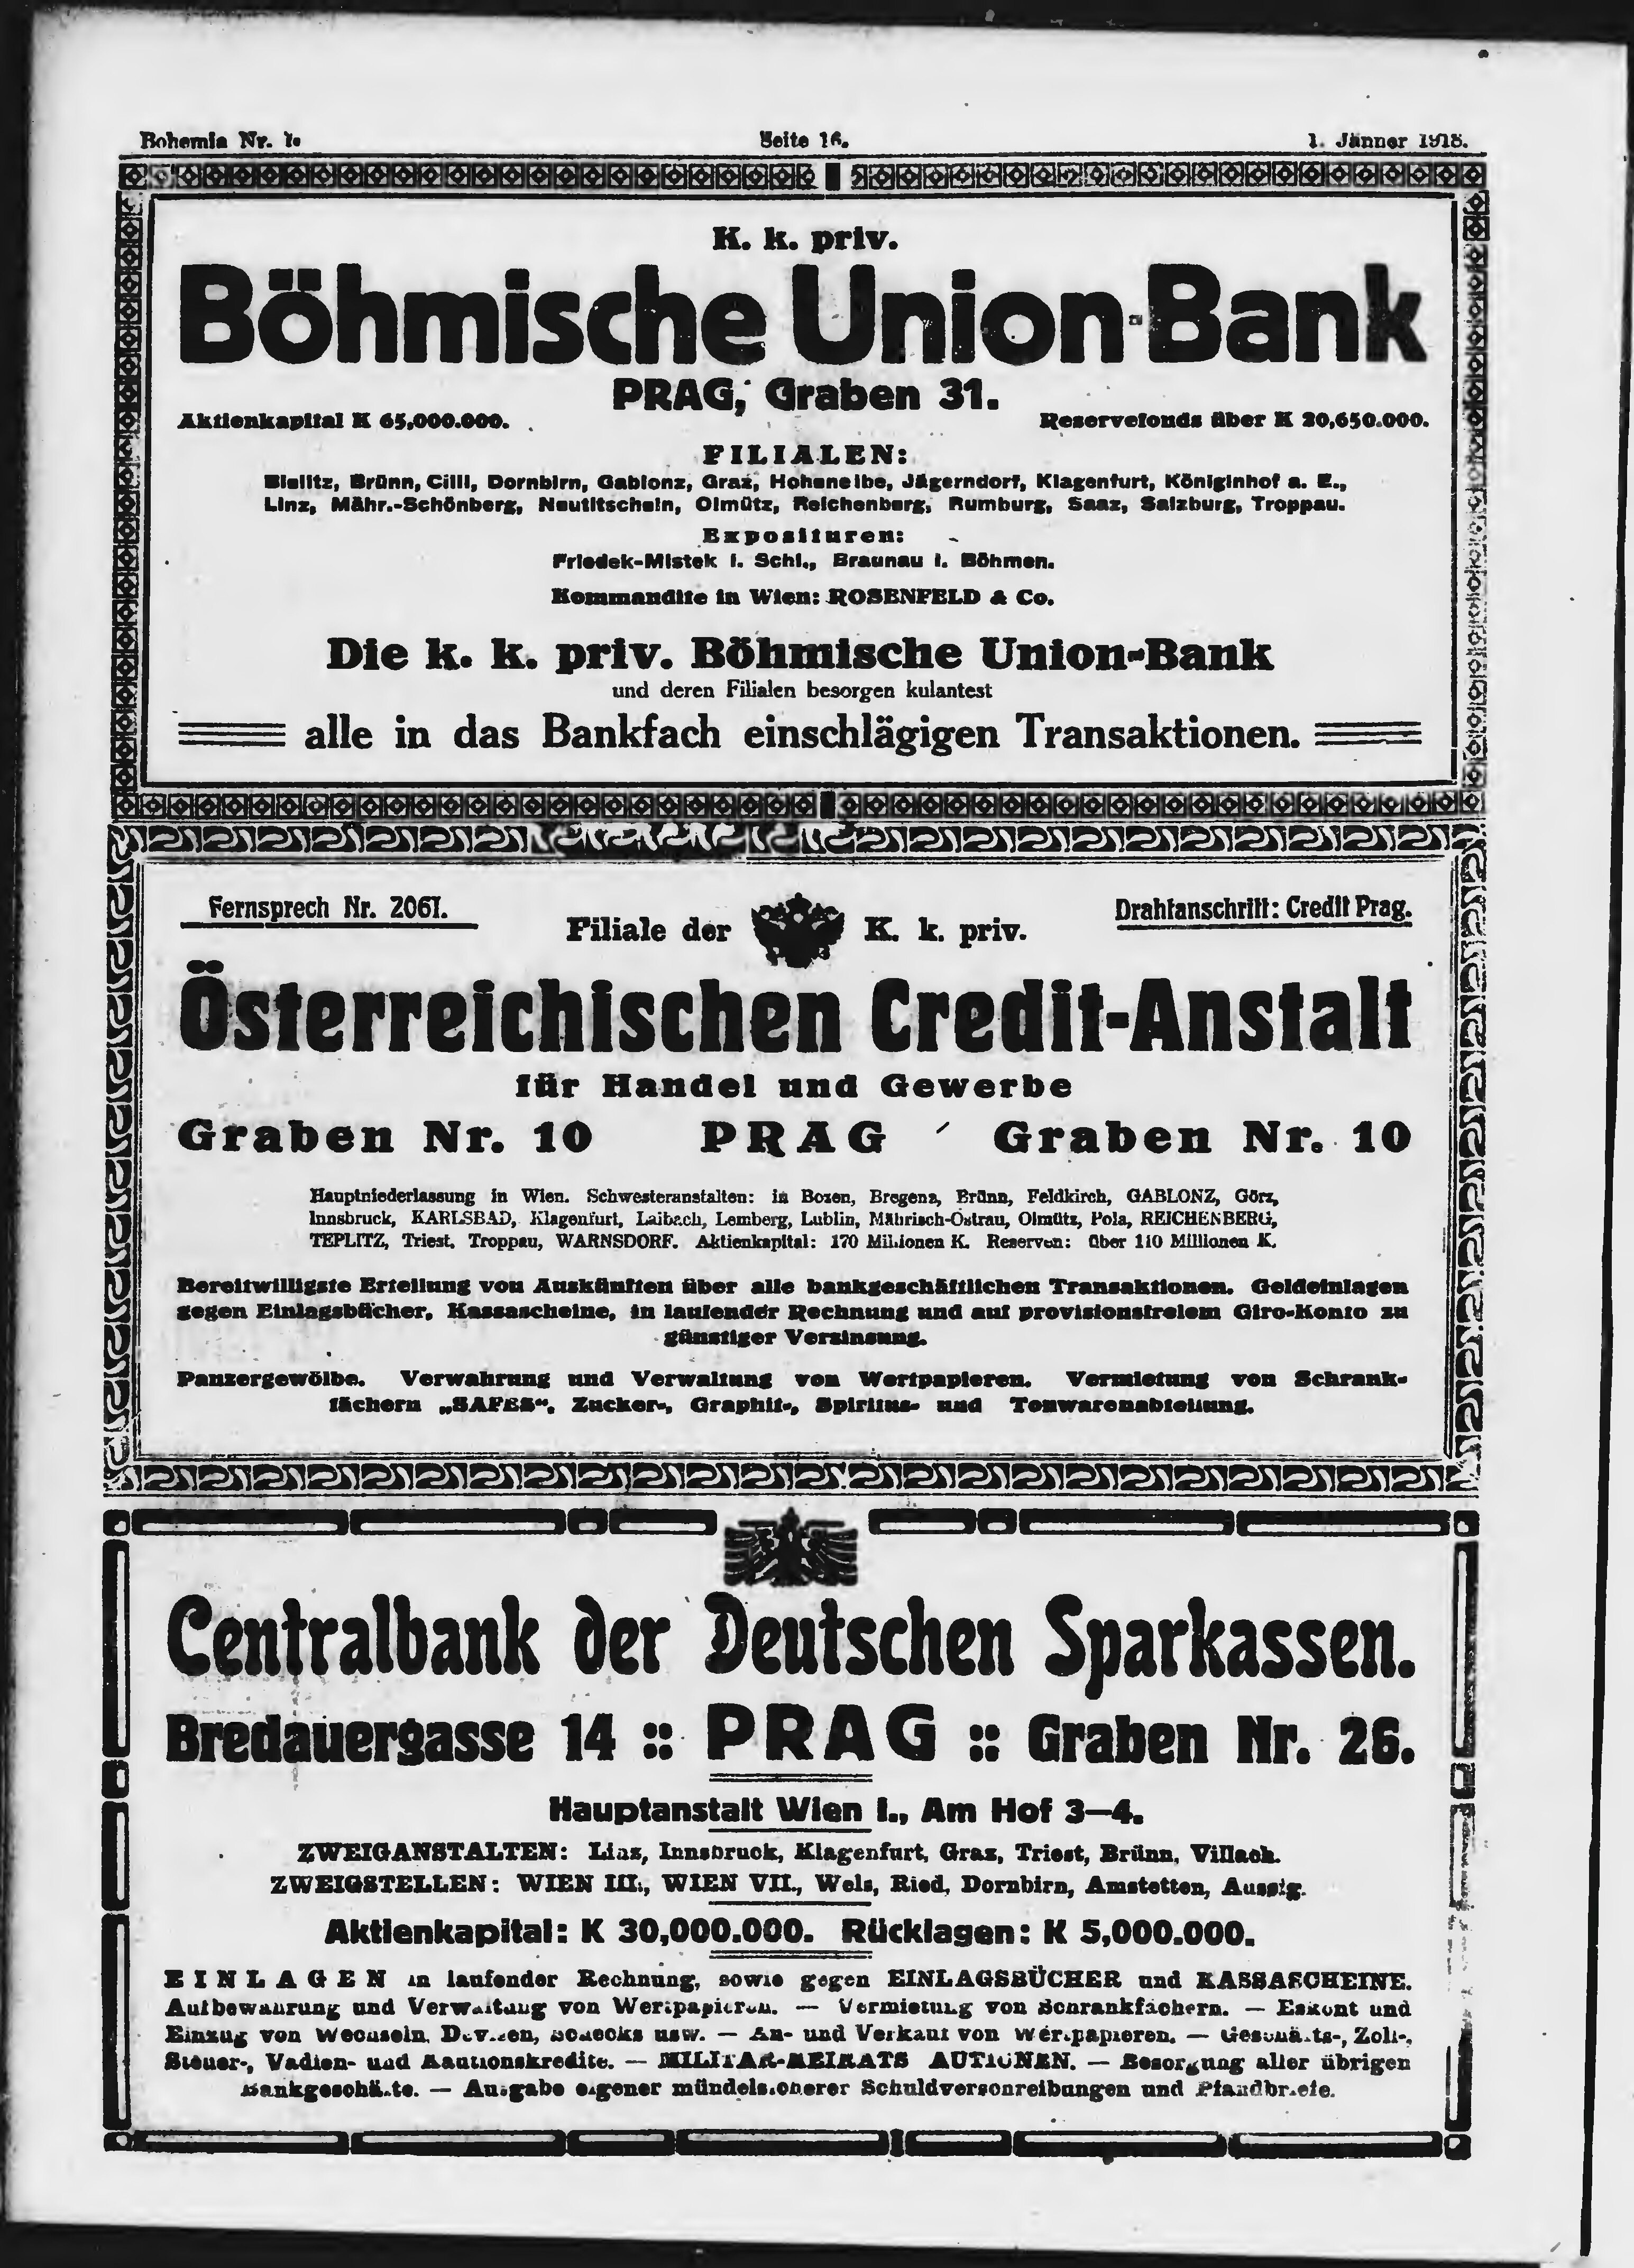 Bohemia Nr. 1.
Seite 16.
1. Jänner 1918.
K. k. priv.
Böhmische Union-Bank
PRAG, Graben 31.
Aktienkapital K 65,000.000.
Reservefonds über K 20,650.000.
FILIALEN:
Bielitz, Brünn, Cilli, Dornbirn, Gablonz, Graz, Hohenelbe, Jägerndorf, Klagenfurt, Königinhof a. E.,
Linz, Mähr.-Schönberg, Neutitschein, Olmütz, Reichenberg, Rumburg, Saaz, Salzburg, Troppau.
Exposituren:
Friedek-Mistek i. Schl., Braunau i. Böhmen.
Kommandite in Wien: ROSENFELD & Co.
Die k. k. priv. Böhmische Union-Bank
und deren Filialen besorgen kulantest
alle in das Bankfach einschlägigen Transaktionen.
Fernsprech Nr. 2061.
Drahtanschrift: Credit Prag.
Filiale der K. k. priv.
Österreichischen Credit-Anstalt
für Handel und Gewerbe
Graben Nr. 10 PRAG Graben Nr. 10
Hauptniederlassung in Wien. Schwesteranstalten: in Bozen, Bregenz, Brünn, Feldkirch, GABLONZ, Görz,
Innsbruck, KARLSBAD, Klagenfurt, Laibach, Lemberg, Lublin, Mährisch-Ostrau, Olmütz, Pola, REICHENBERG,
TEPLITZ, Triest, Troppau, WARNSDORF. Aktienkapital: 170 Millionen K. Reserven: über 110 Millionen K.
Bereitwilligste Erteilung von Auskünften über alle bankgeschäftlichen Transaktionen. Geldeinlagen
gegen Einlagsbücher, Kassascheine, in laufender Rechnung und auf provisionsfreiem Giro-Konto zu
günstiger Verzinsung.
Panzergewölbe. Verwahrung und Verwaltung von Wertpapieren. Vermietung von Schrank-
fächern „SAFES“, Zucker-, Graphit-, Spiritus- und Tonwarenabteilung.
Centralbank der Deutschen Sparkassen.
Bredauergasse 14 :: PRAG :: Graben Nr. 26.
Hauptanstalt Wien I., Am Hof 3—4.
ZWEIGANSTALTEN: Linz, Innsbruck, Klagenfurt, Graz, Triest, Brünn, Villach.
ZWEIGSTELLEN: WIEN III., WIEN VII., Wels, Ried, Dornbirn, Amstetten, Aussig.
Aktienkapital: K 30,000.000. Rücklagen: K 5,000.000.
EINLAGEN in laufender Rechnung, sowie gegen EINLAGSBÜCHER und KASSASCHEINE.
Aufbewahrung und Verwaltung von Wertpapieren. — Vermietung von Schrankfächern. — Eskont und
Einzug von Wechseln, Devisen, Schecks usw. — An- und Verkauf von Wertpapieren. — Geschäfts-, Zoll-,
Steuer-, Vadien- und Kautionskredite. — MILITÄR-HEIRATS KAUTIONEN. — Besorgung aller übrigen
Bankgeschäfte. — Ausgabe eigener mündelsicherer Schuldverschreibungen und Pfandbriefe.